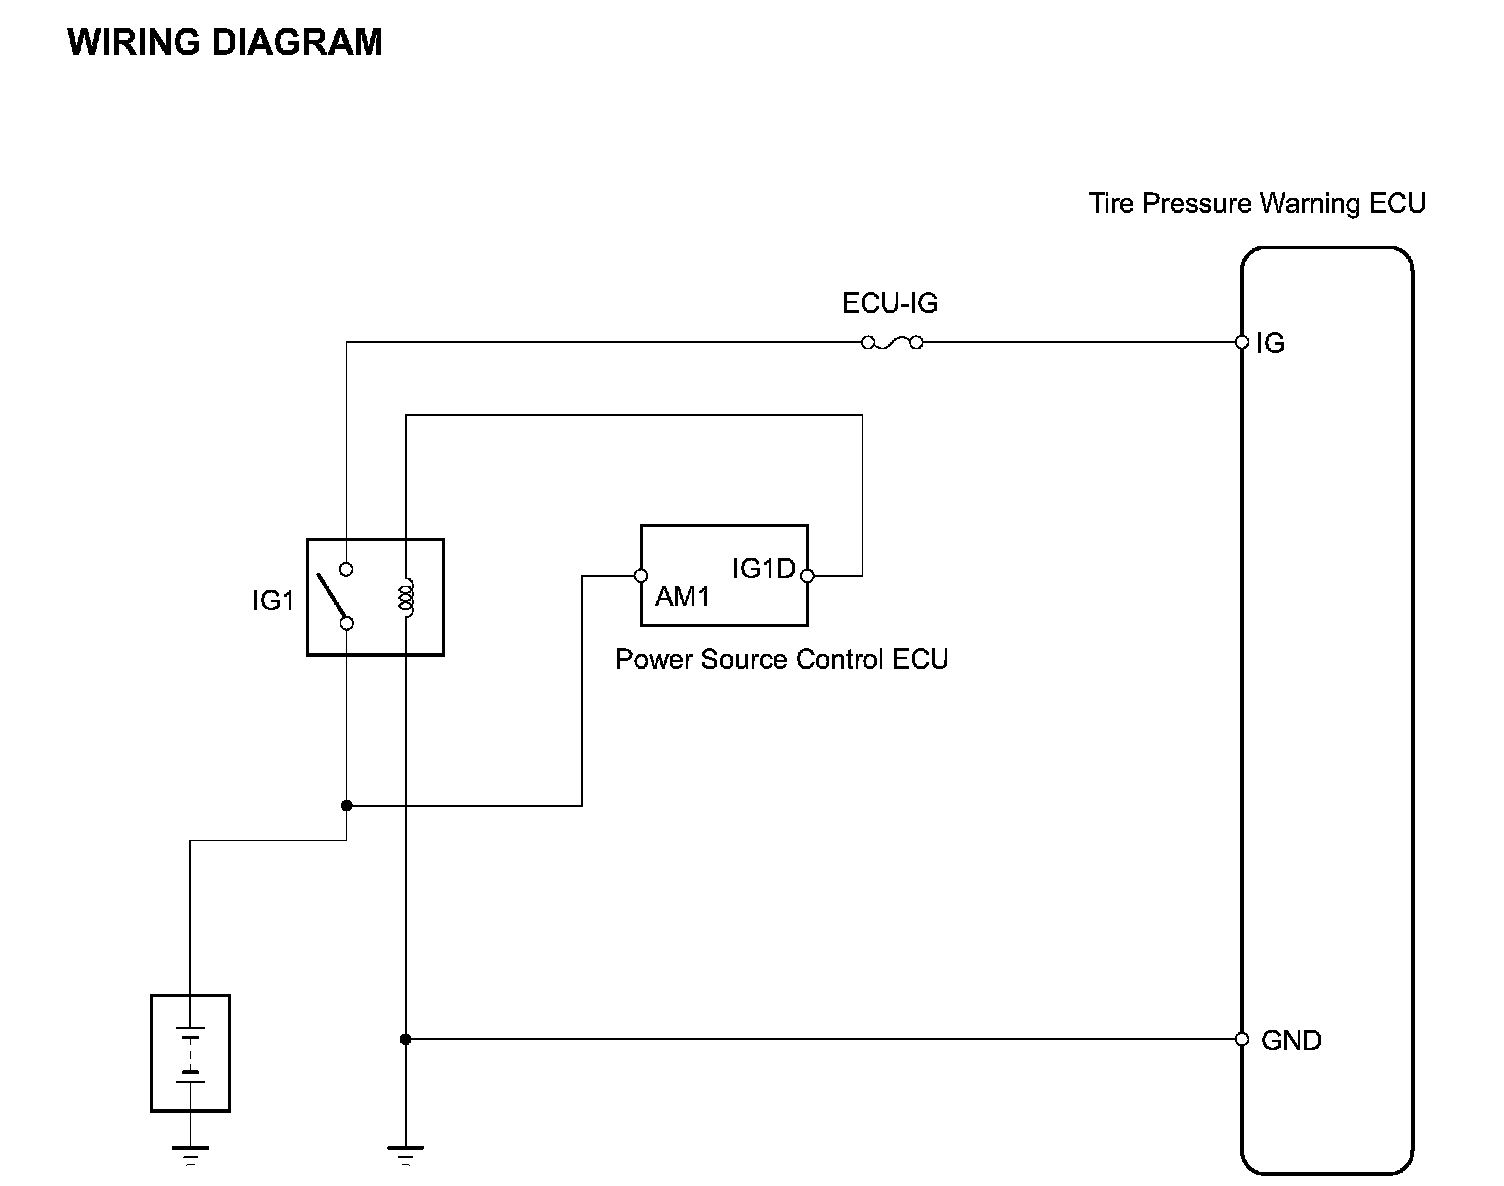 WIRING DIAGRAM
Tire Pressure Warning ECU
ECU-IG
IG
IG1D
IG1
AM1
Power Source Control ECU
GND